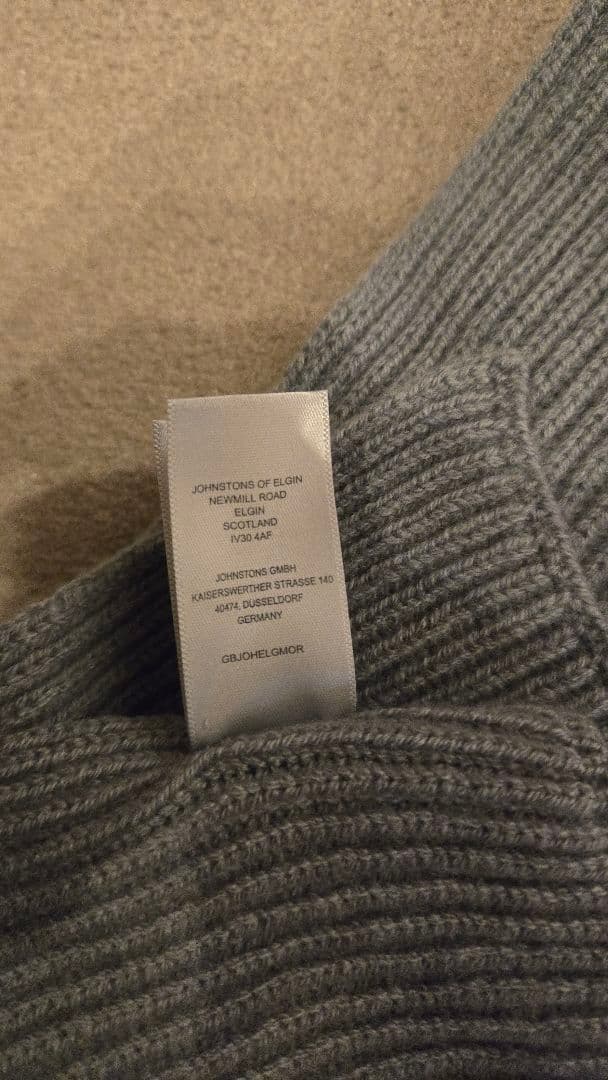 JOHNSTONS OF ELGIN
NEWMILL ROAD
ELGIN
SCOTLAND
IV30 4AF
JOHNSTONS GMBH
KAISERSWERTHER STRASSE 140
40474, DUSSELDORF
GERMANY
GBJOHELGMOR